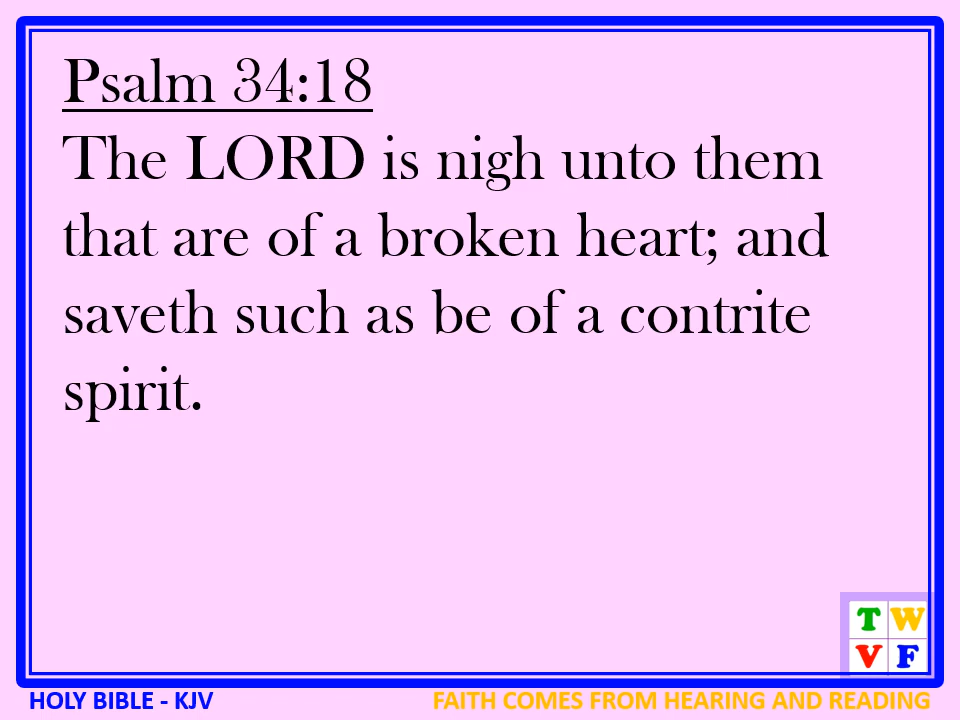 Psalm 34:18
The LORD is nigh unto them
that are of a broken heart; and
saveth such as be of a contrite
spirit.
T W
V F
HOLY BIBLE - KJV
FAITH COMES FROM HEARING AND READING